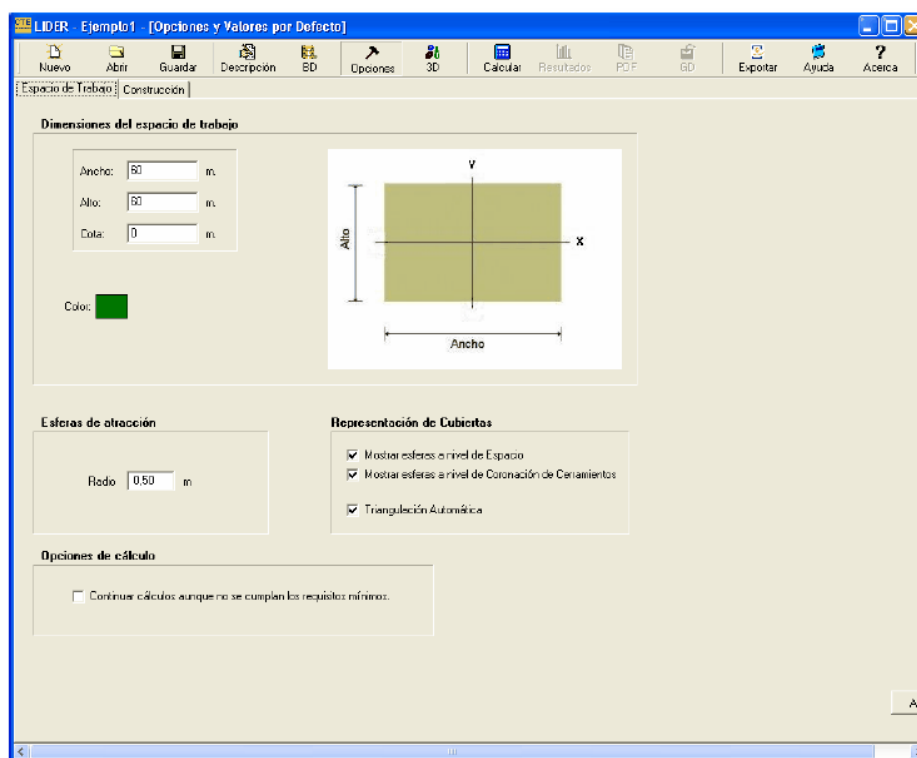 LIDER - Ejemplo1 - [Opciones y Valores por Defecto]
Nuevo Abrir Guardar Descripción BD Opciones 3D Calcular Resultados PDF GD Exportar Ayuda Acerca
Espacio de Trabajo Construcción
Dimensiones del espacio de trabajo
Ancho: 60 m.
Alto: 60 m.
Cota: 0 m.
Color:
Y
X
Alto
Ancho
Esferas de atracción
Radio 0,50 m
Representación de Cubiertas
Mostrar esferas a nivel de Espacio
Mostrar esferas a nivel de Coronación de Cerramientos
Triangulación Automática
Opciones de cálculo
Continuar cálculos aunque no se cumplan los requisitos mínimos.
A